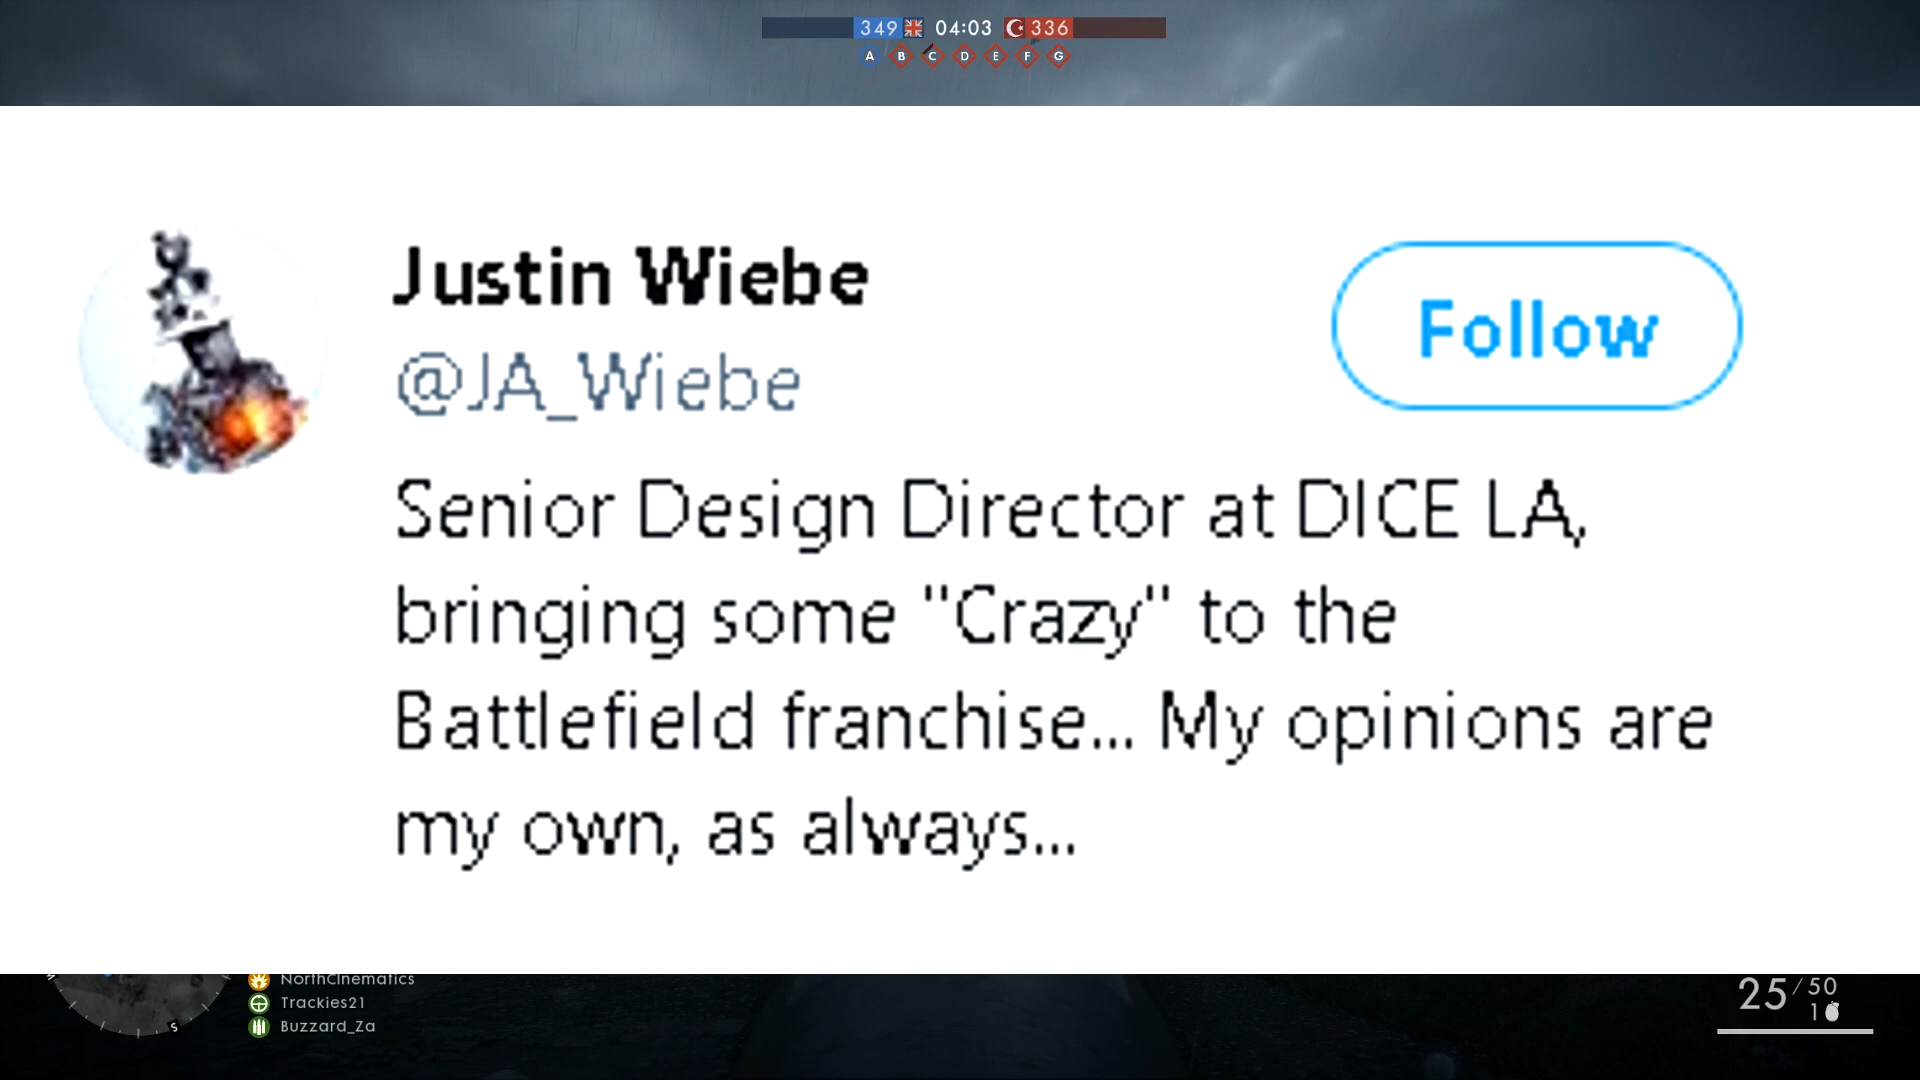 349 04:03 336
A B C D E F G
Justin Wiebe
@JA_Wiebe
Follow
Senior Design Director at DICE LA,
bringing some "Crazy" to the
Battlefield franchise... My opinions are
my own, as always...
NorthCinematics
Trackies21
Buzzard_Za
S
25/50
1